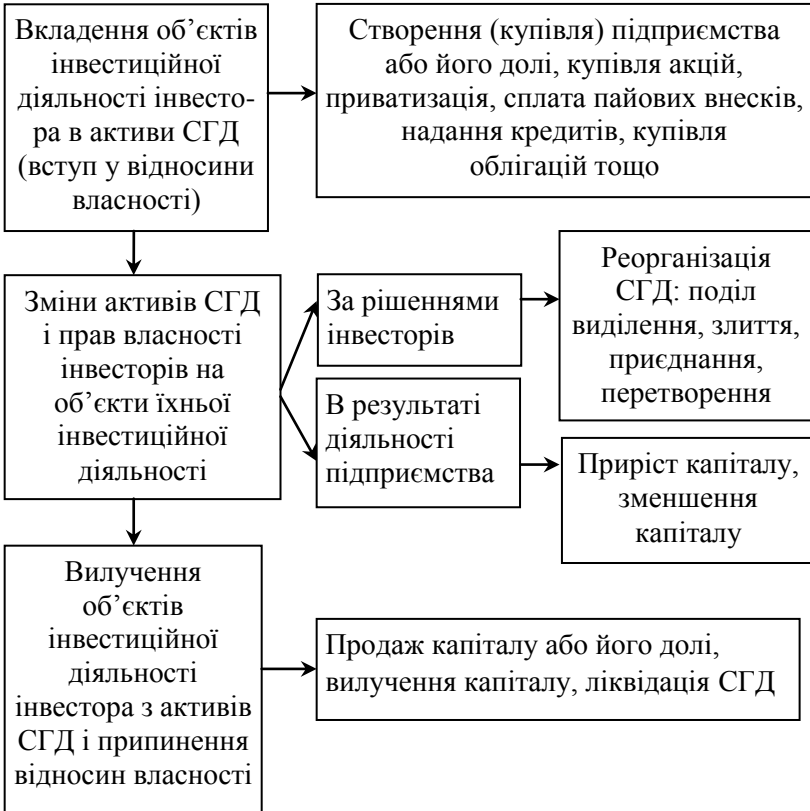 Вкладення об’єктів
інвестиційної
діяльності інвесто-
ра в активи СГД
(вступ у відносини
власності)
Створення (купівля) підприємства
або його долі, купівля акцій,
приватизація, сплата пайових внесків,
надання кредитів, купівля
облігацій тощо
Зміни активів СГД
і прав власності
інвесторів на
об’єкти їхньої
інвестиційної
діяльності
За рішеннями
інвесторів
Реорганізація
СГД: поділ
виділення, злиття,
приєднання,
перетворення
В результаті
діяльності
підприємства
Приріст капіталу,
зменшення
капіталу
Вилучення
об’єктів
інвестиційної
діяльності
інвестора з активів
СГД і припинення
відносин власності
Продаж капіталу або його долі,
вилучення капіталу, ліквідація СГД